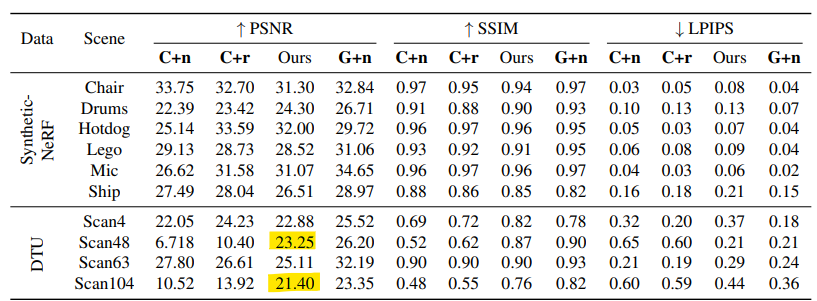 Data Scene ↑PSNR ↑SSIM ↓LPIPS
C+n C+r Ours G+n C+n C+r Ours G+n C+n C+r Ours G+n
Synthetic-
NeRF
Chair 33.75 32.70 31.30 32.84 0.97 0.95 0.94 0.97 0.03 0.05 0.08 0.04
Drums 22.39 23.42 24.30 26.71 0.91 0.88 0.90 0.93 0.10 0.13 0.13 0.07
Hotdog 25.14 33.59 32.00 29.72 0.96 0.97 0.96 0.95 0.05 0.03 0.07 0.04
Lego 29.13 28.73 28.52 31.06 0.93 0.92 0.91 0.95 0.06 0.08 0.09 0.04
Mic 26.62 31.58 31.07 34.65 0.96 0.97 0.96 0.97 0.04 0.03 0.06 0.02
Ship 27.49 28.04 26.51 28.97 0.88 0.86 0.85 0.82 0.16 0.18 0.21 0.15
DTU
Scan4 22.05 24.23 22.88 25.52 0.69 0.72 0.82 0.78 0.32 0.20 0.37 0.18
Scan48 6.718 10.40 23.25 26.20 0.52 0.62 0.87 0.90 0.65 0.60 0.21 0.21
Scan63 27.80 26.61 25.11 32.19 0.90 0.90 0.90 0.93 0.21 0.19 0.29 0.24
Scan104 10.52 13.92 21.40 23.35 0.48 0.55 0.76 0.82 0.60 0.59 0.44 0.36